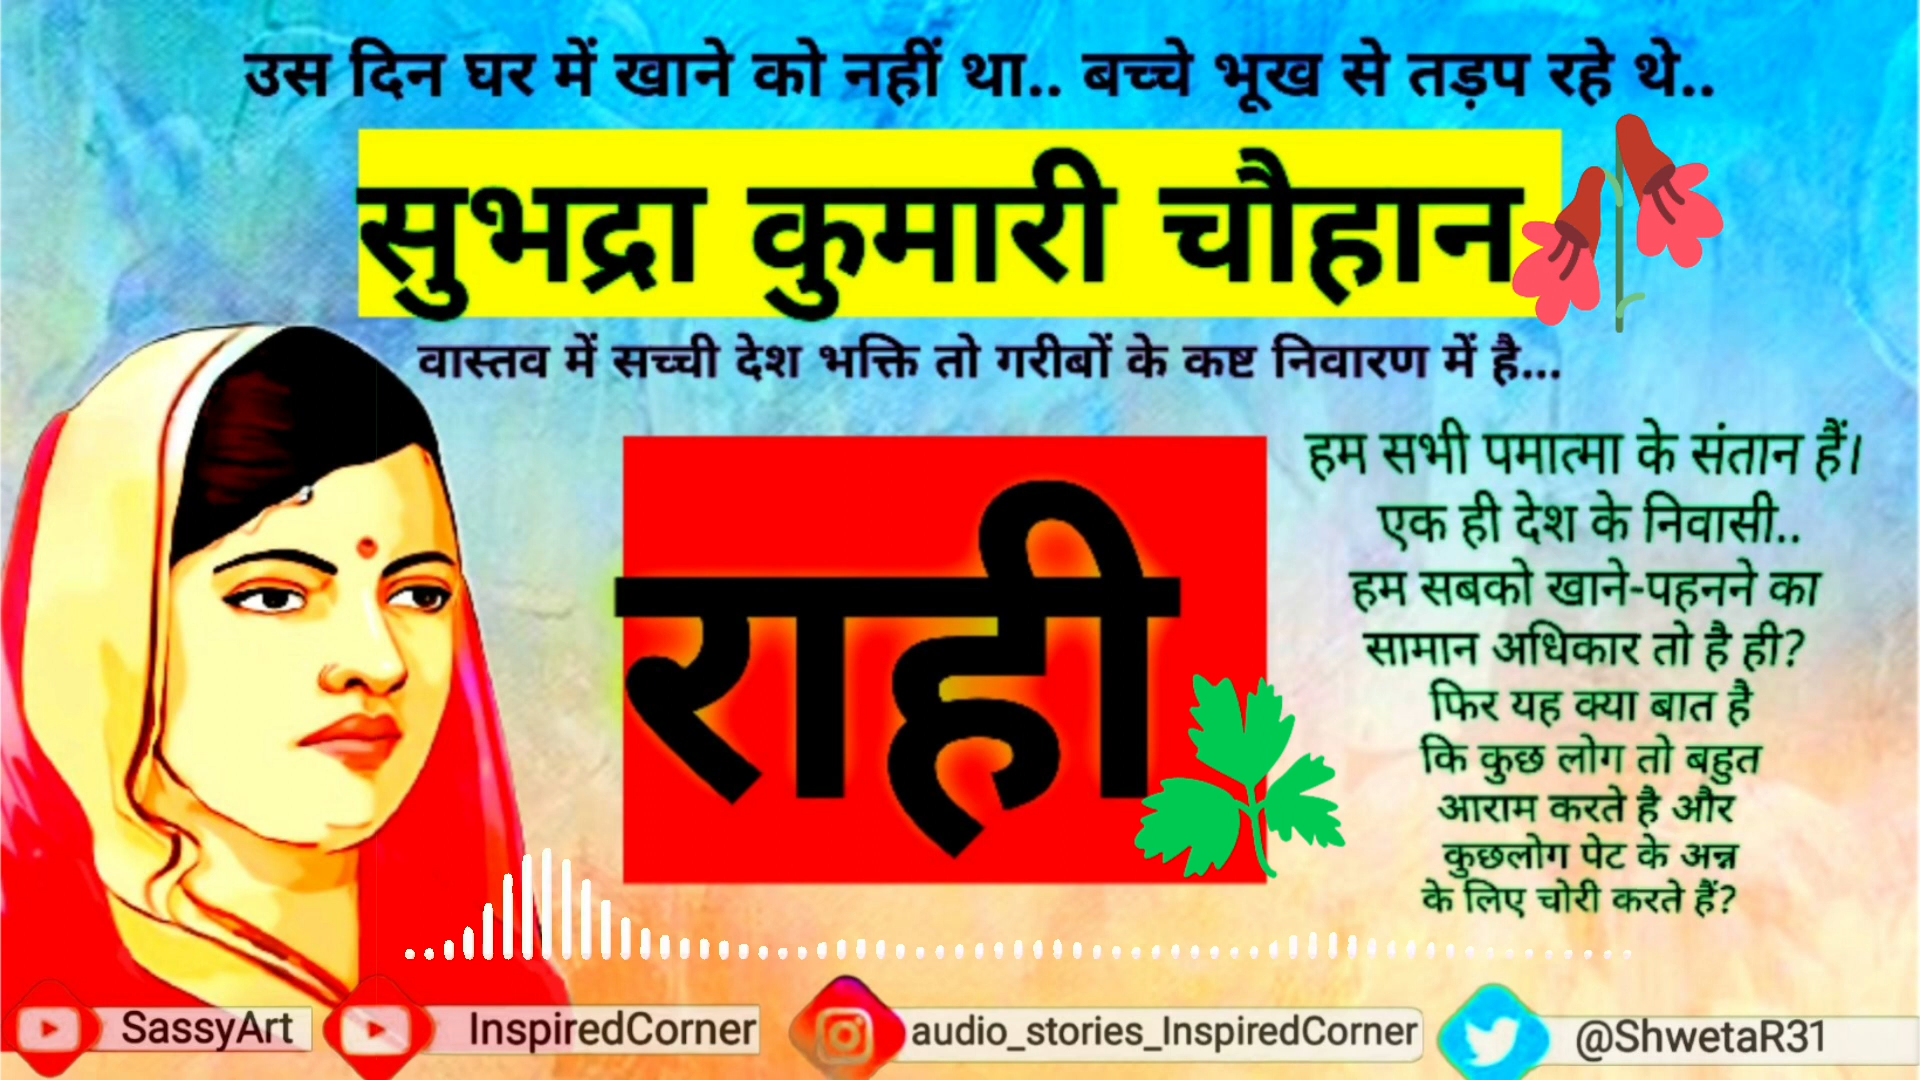 उस दिन घर में खाने को नहीं था.. बच्चे भूख से तड़प रहे थे..
सुभद्रा कुमारी चौहान
वास्तव में सच्ची देश भक्ति तो गरीबों के कष्ट निवारण में है...
राही
हम सभी पमात्मा के संतान हैं।
एक ही देश के निवासी..
हम सबको खाने-पहनने का
सामान अधिकार तो है ही?
फिर यह क्या बात है
कि कुछ लोग तो बहुत
आराम करते है और
कुछलोग पेट के अन्न
के लिए चोरी करते हैं?
SassyArt InspiredCorner audio_stories_InspiredCorner @ShwetaR31